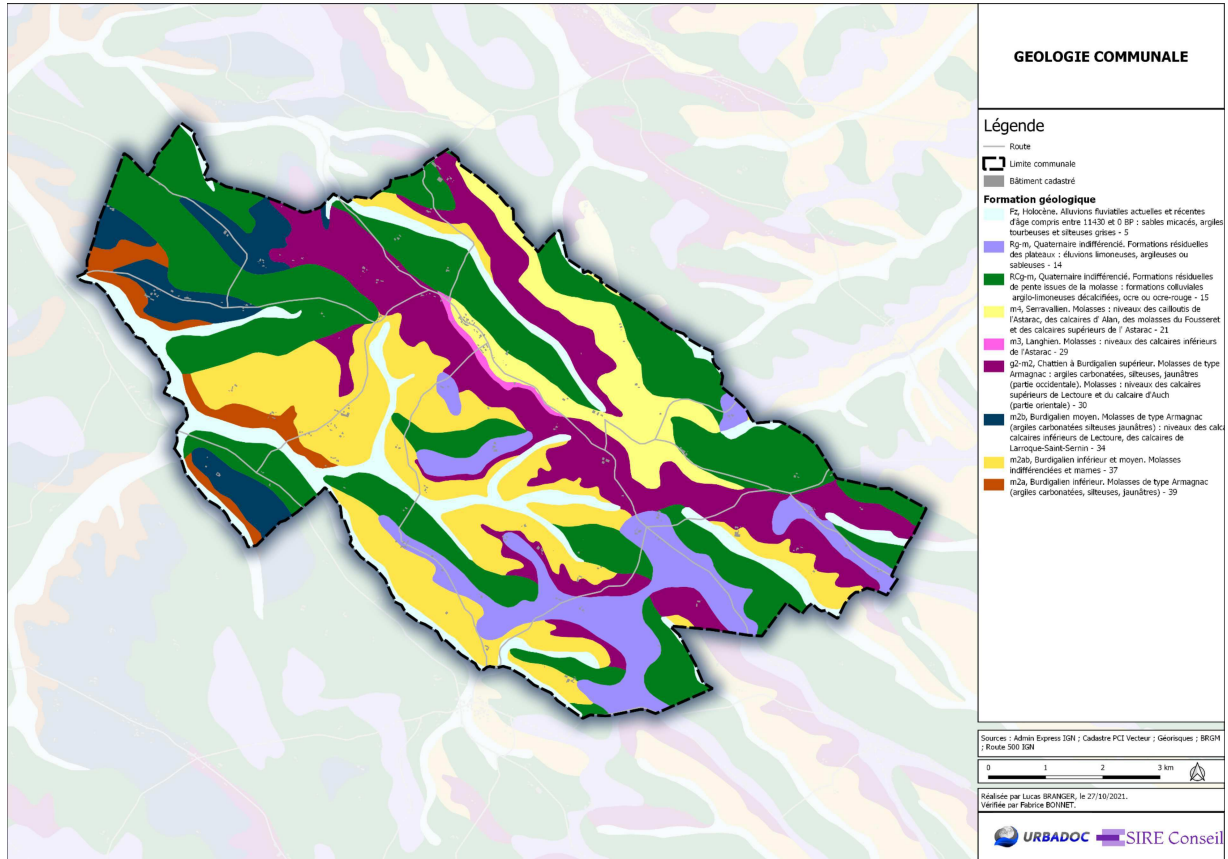 GEOLOGIE COMMUNALE
Légende
Route
Limite communale
Bâtiment cadastré
Formation géologique
Fz, Holocène. Alluvions fluviatiles actuelles et récentes
d'âge compris entre 11430 et 0 BP : sables micacés, argiles
tourbeuses et silteuses grises - 5
Rg-m, Quaternaire indifférencié. Formations résiduelles
des plateaux : éluvions limoneuses, argileuses ou
sableuses - 14
RCg-m, Quaternaire indifférencié. Formations résiduelles
de pente issues de la molasse : formations colluviales
argilo-limoneuses décalcifiées, ocre ou ocre-rouge - 15
m4, Serravalien. Molasses : niveaux des cailloutis de
l'Astarac, des calcaires d' Alan, des molasses du Fousseret
et des calcaires supérieurs de l' Astarac - 21
m3, Langhien. Molasses : niveaux des calcaires inférieurs
de l'Astarac - 29
g2-m2, Chattien à Burdigalien supérieur. Molasses de type
Armagnac : argiles carbonatées, silteuses, jaunâtres
(partie occidentale). Molasses : niveaux des calcaires
supérieurs de Lectoure et du calcaire d'Auch
(partie orientale) - 30
m2b, Burdigalien moyen. Molasses de type Armagnac
(argiles carbonatées silteuses jaunâtres) : niveaux des calc
calcaires inférieurs de Lectoure, des calcaires de
Larroque-Saint-Sernin - 34
m2ab, Burdigalien inférieur et moyen. Molasses
indifférenciées et marnes - 37
m2a, Burdigalien inférieur. Molasses de type Armagnac
(argiles carbonatées, silteuses, jaunâtres) - 39
Sources : Admin Express IGN ; Cadastre PCI Vecteur ; Géorisques ; BRGM
; Route 500 IGN
0 1 2 3 km
Réalisée par Lucas BRANGER, le 27/10/2021.
Vérifiée par Fabrice BONNET.
URBADOC SIRE Conseil